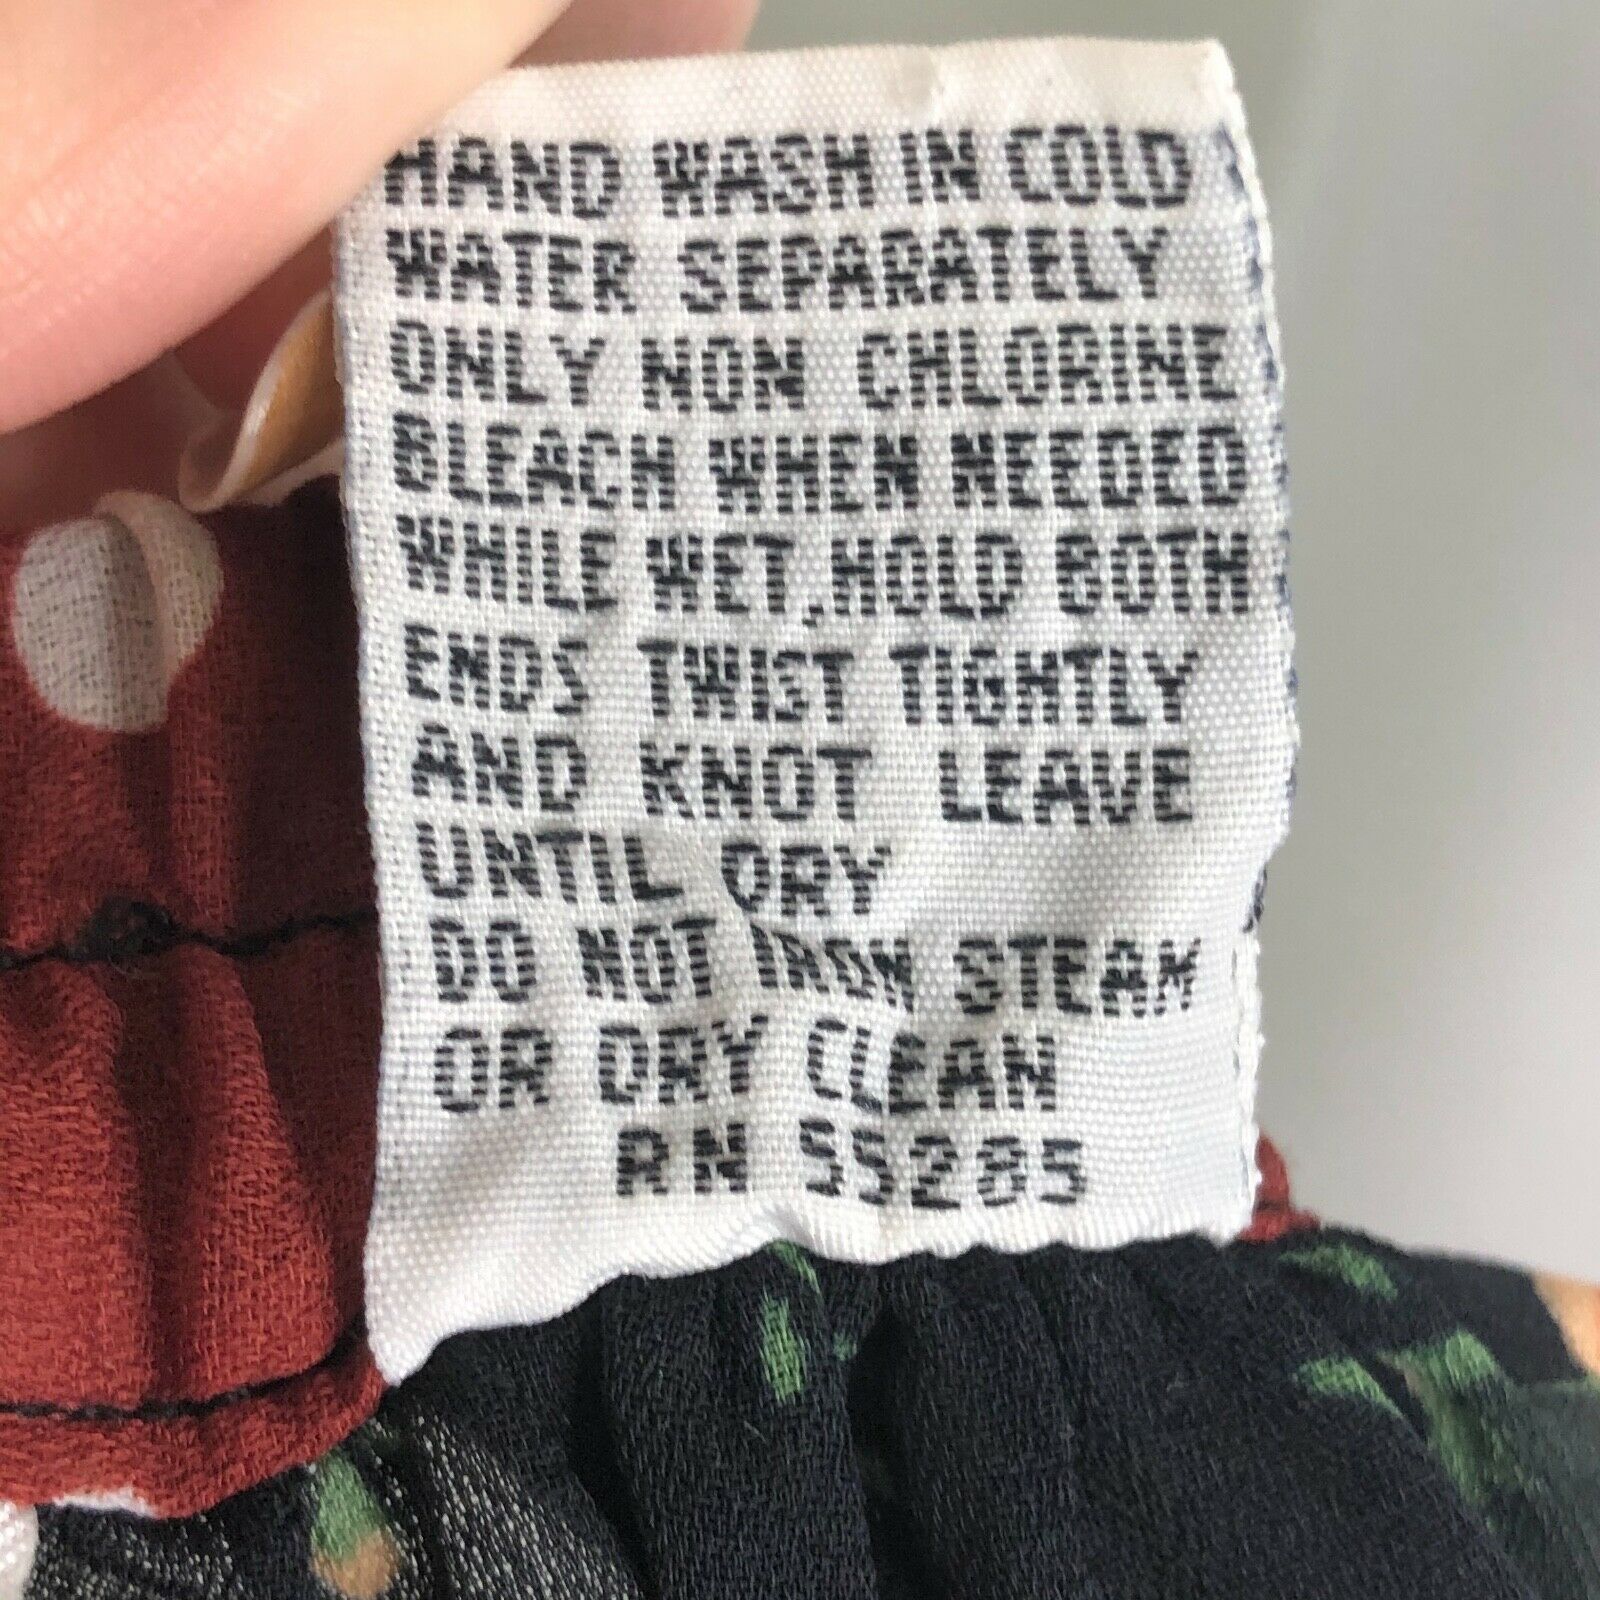 HAND WASH IN COLD
WATER SEPARATELY
ONLY NON CHLORINE
BLEACH WHEN NEEDED
WHILE WET, HOLD BOTH
ENDS TWIST TIGHTLY
AND KNOT LEAVE
UNTIL DRY
DO NOT IRON STEAM
OR DRY CLEAN
RN 55285